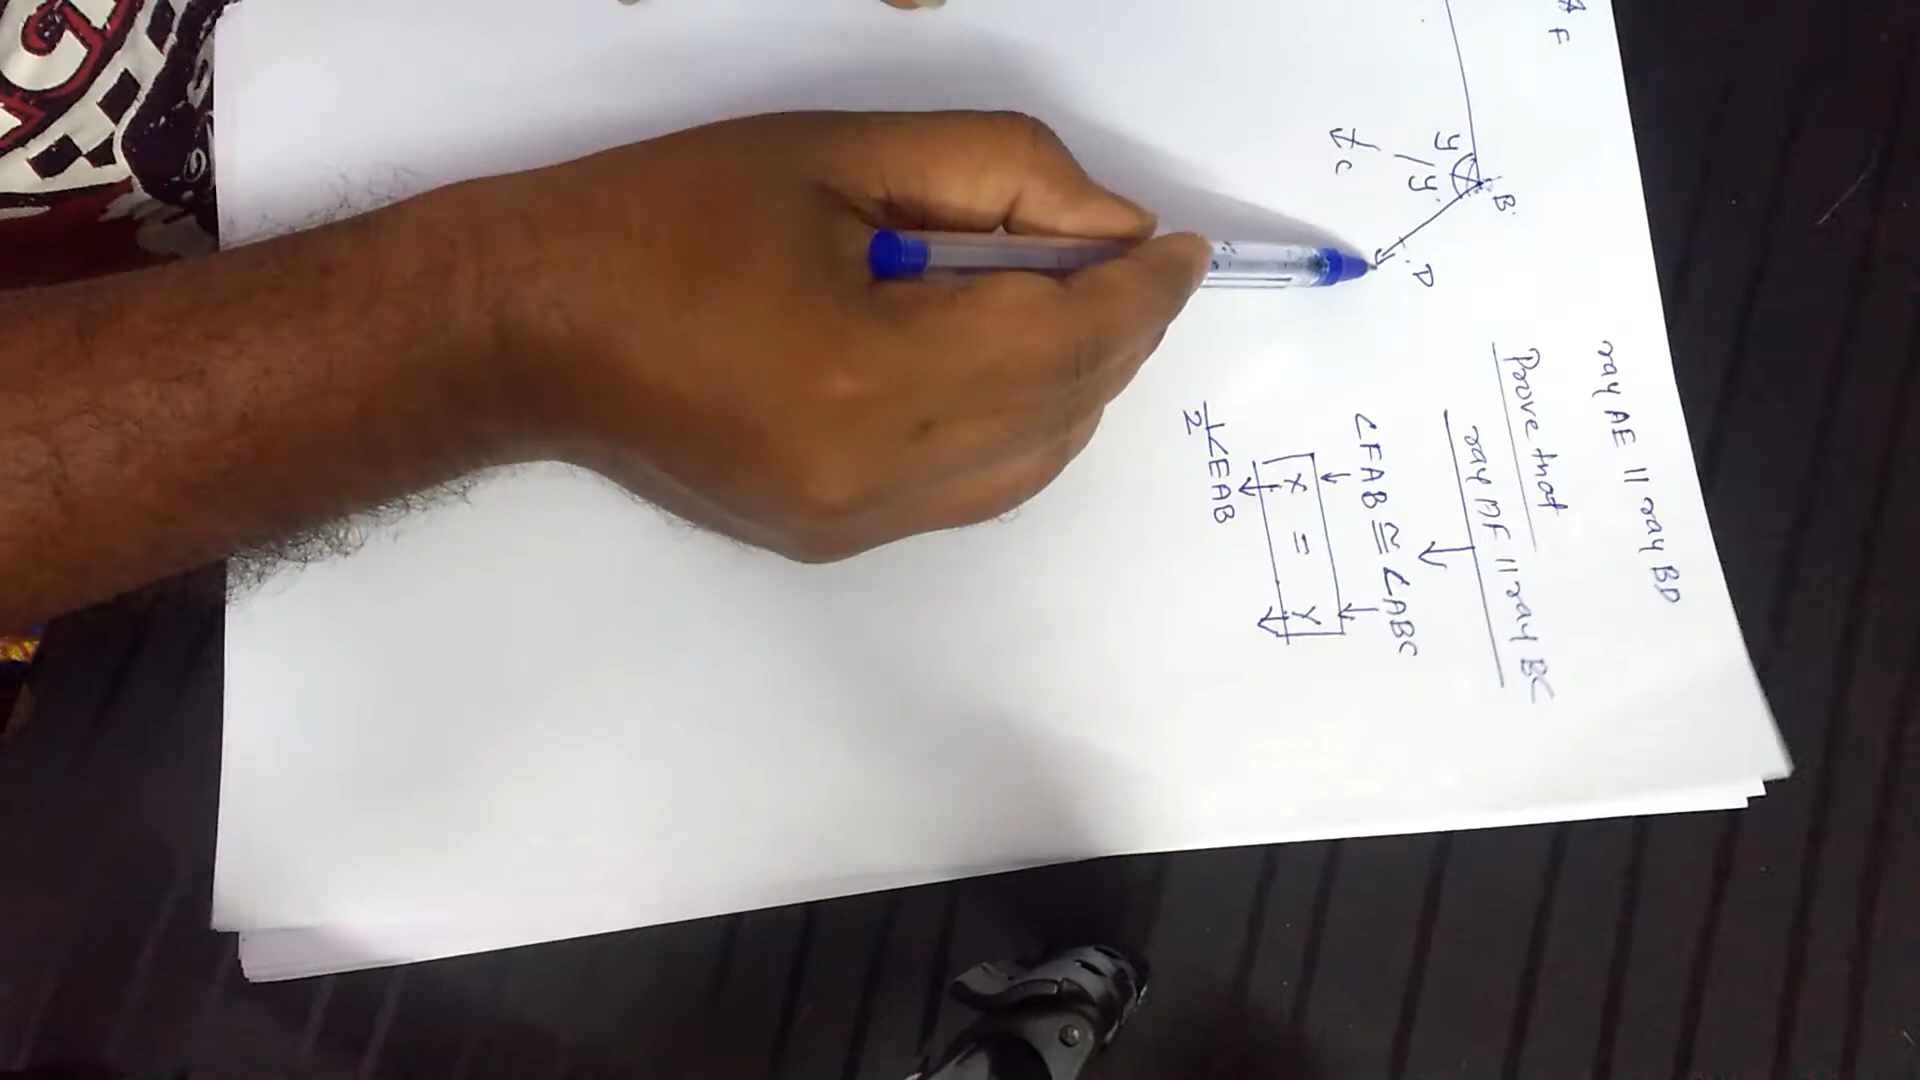 A F
ray AE || ray BD
Prove that
ray AF || ray BC
∠FAB ≅ ∠ABC
x = y
1/2 ∠EAB
B
y
y
C
D